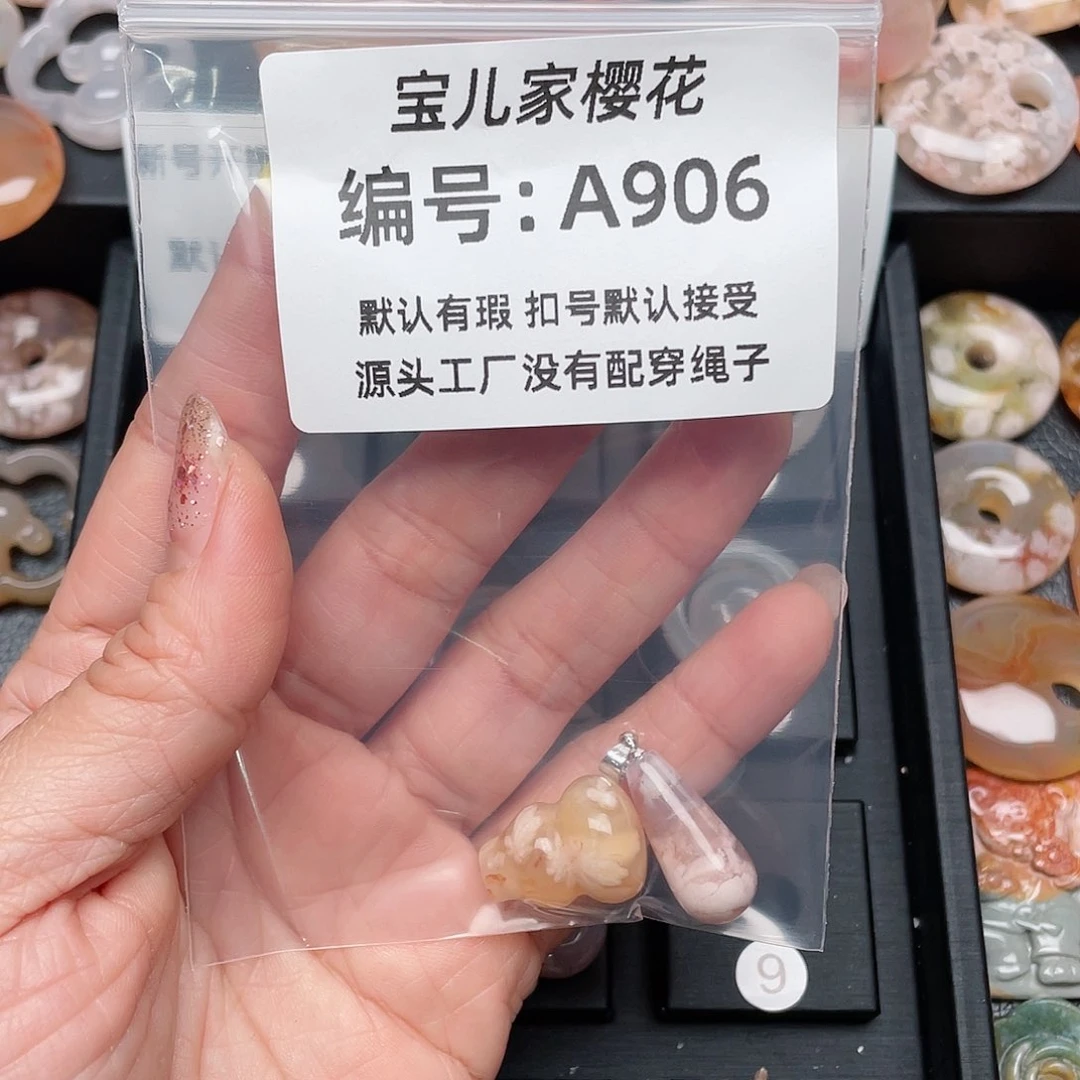 宝儿家樱花
编号：A906
默认有瑕 扣号默认接受
源头工厂没有配穿绳子
9